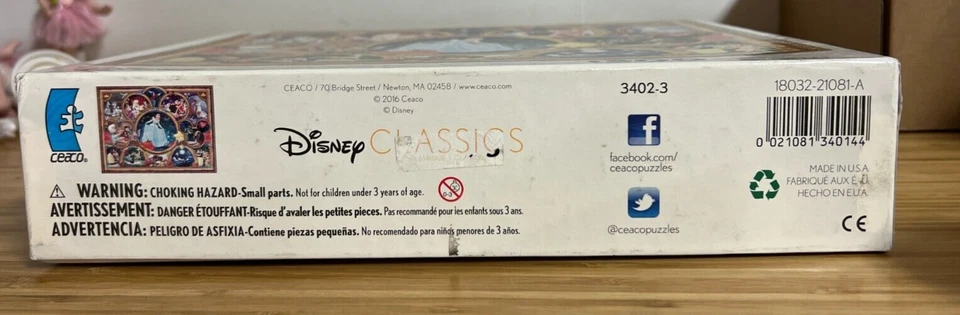 ceaco®
CEACO / 70 Bridge Street / Newton, MA 02458 / www.ceaco.com
© 2016 Ceaco
© Disney
Disney CLASSICS
⚠ WARNING: CHOKING HAZARD-Small parts. Not for children under 3 years of age.
0-3
AVERTISSEMENT: DANGER ÉTOUFFANT-Risque d'avaler les petites pieces. Pas recommandé pour les enfants sous 3 ans.
ADVERTENCIA: PELIGRO DE ASFIXIA-Contiene piezas pequeñas. No recomendado para niños menores de 3 años.
3402-3
facebook.com/
ceacopuzzles
@ceacopuzzles
18032-21081-A
0 021081 340144
MADE IN U.S.A
FABRIQUÉ AUX É.U.
HECHO EN E.U.A
CE